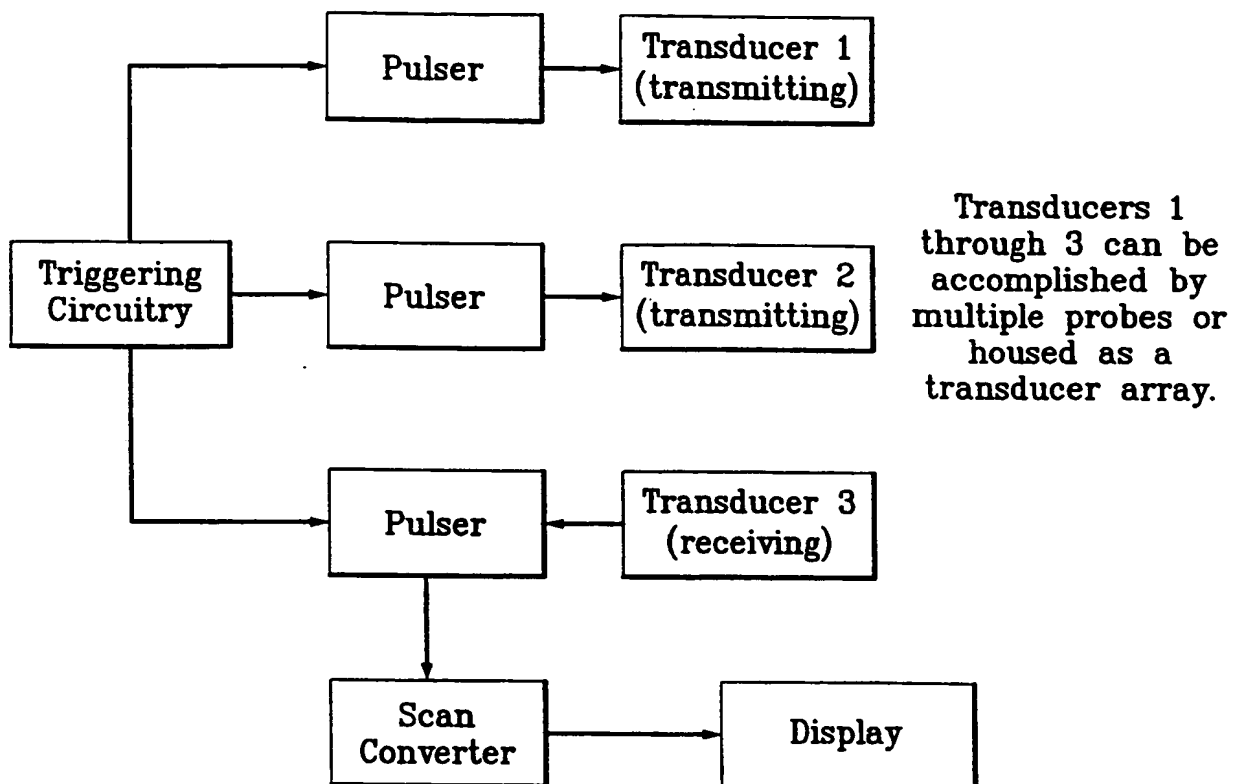 Pulser
Transducer 1
(transmitting)
Transducers 1
through 3 can be
accomplished by
multiple probes or
housed as a
transducer array.
Triggering
Circuitry
Pulser
Transducer 2
(transmitting)
Pulser
Transducer 3
(receiving)
Scan
Converter
Display